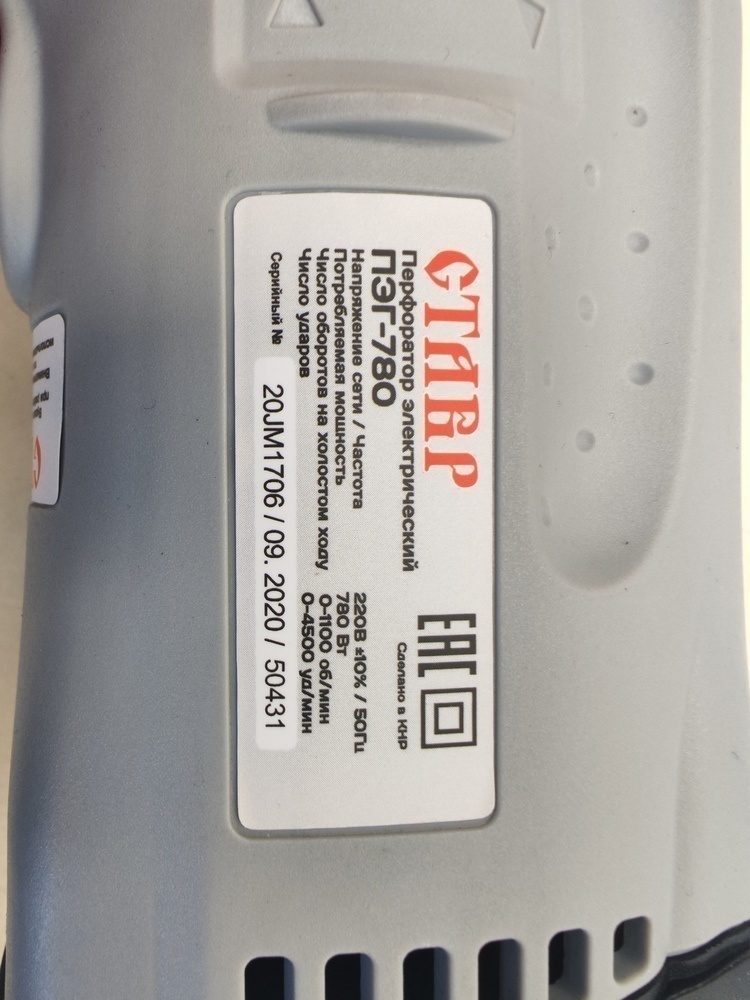 СТАВР
Перфоратор электрический
ПЭГ-780
EAC
Сделано в КНР
Напряжение сети / Частота 220В ±10% / 50Гц
Потребляемая мощность 780 Вт
Число оборотов на холостом ходу 0-1100 об/мин
Число ударов 0-4500 уд/мин
Серийный № 20JM1706 / 09. 2020 / 50431